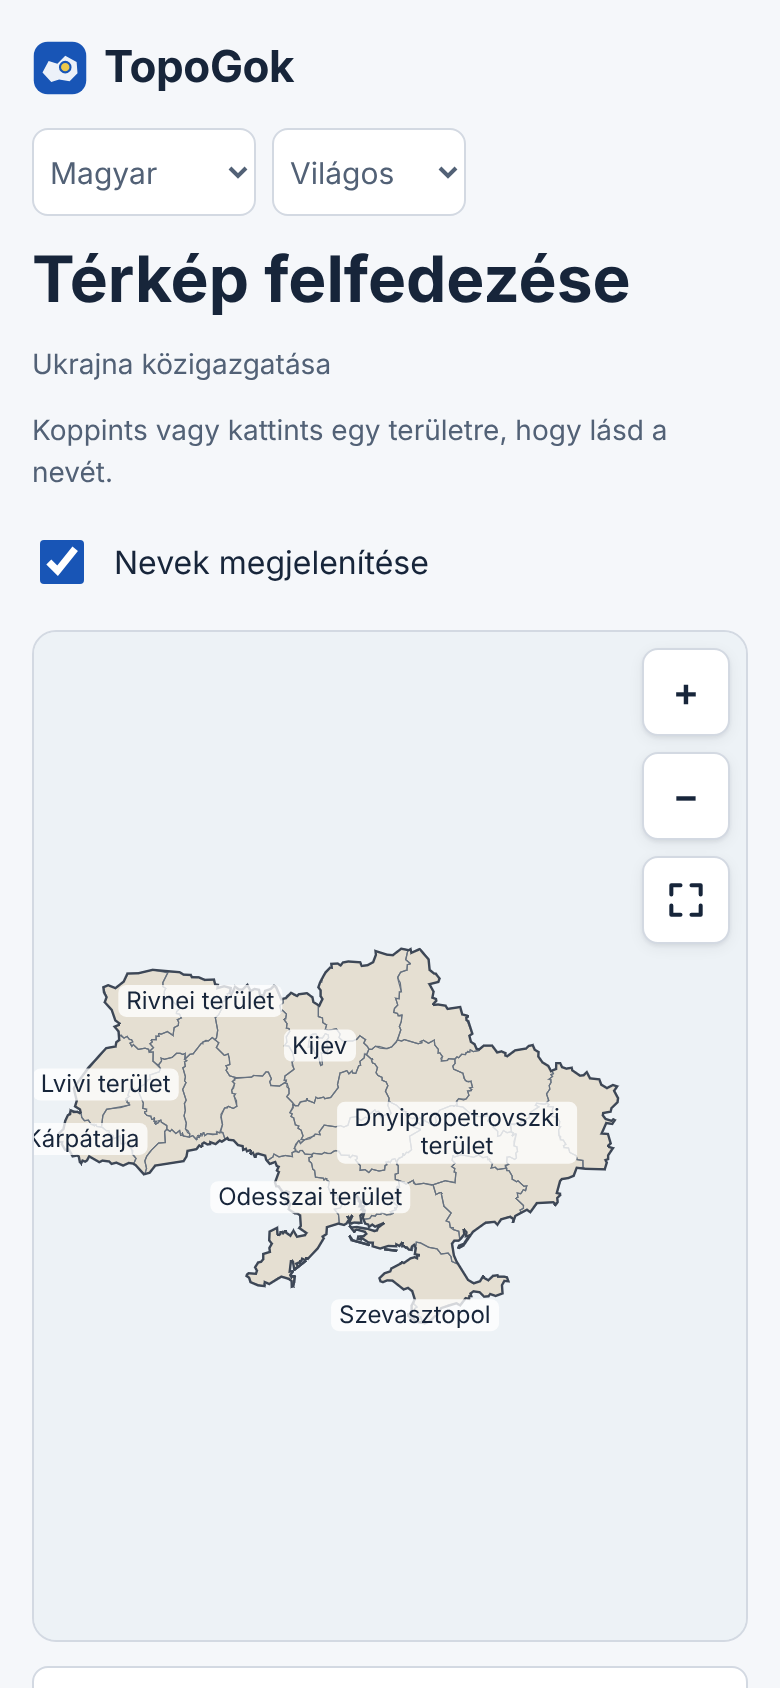 TopoGok
Magyar
Világos
Térkép felfedezése
Ukrajna közigazgatása
Koppints vagy kattints egy területre, hogy lásd a
nevét.
Nevek megjelenítése
+
−
Rivnei terület
Kijev
Lvivi terület
Dnyipropetrovszki
terület
Kárpátalja
Odesszai terület
Szevasztopol